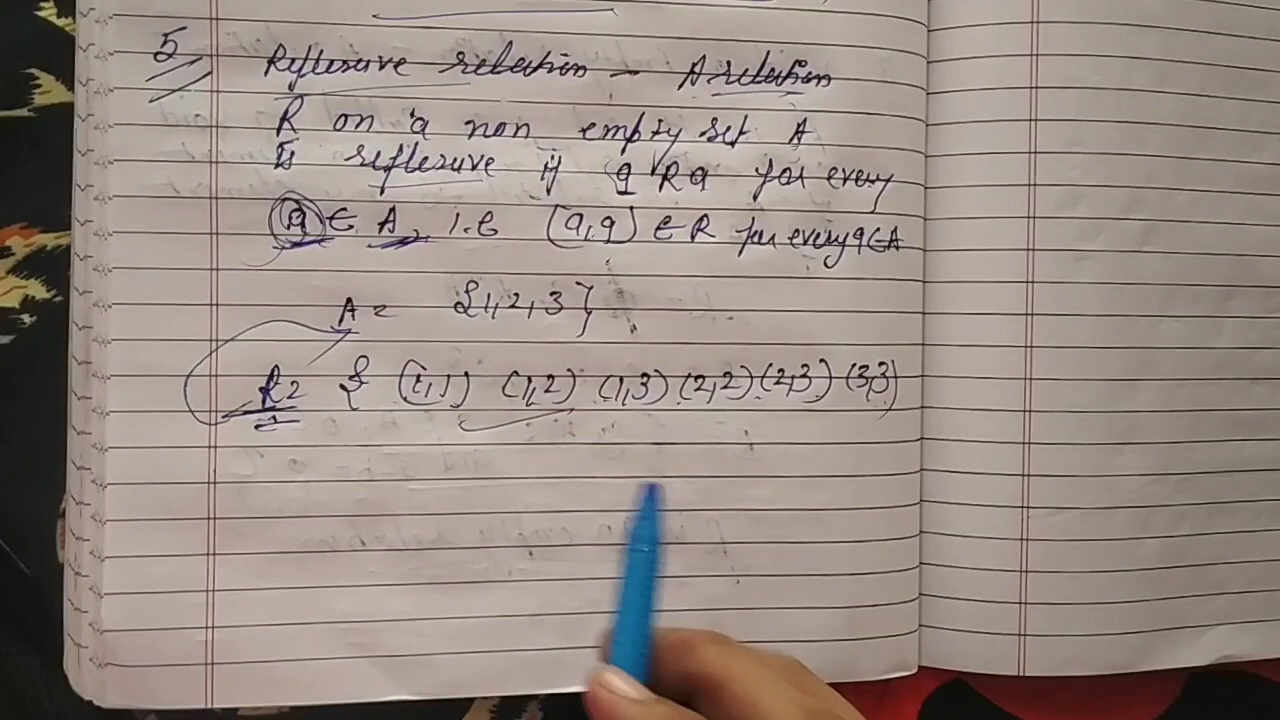 5 Reflexive relation - A relation
R on a non empty set A
is reflexive if a R a for every
a ∈ A, i.e (a,a) ∈ R for every a ∈ A
A = {1,2,3}
R = { (1,1) (1,2) (1,3) (2,2) (2,3) (3,3)